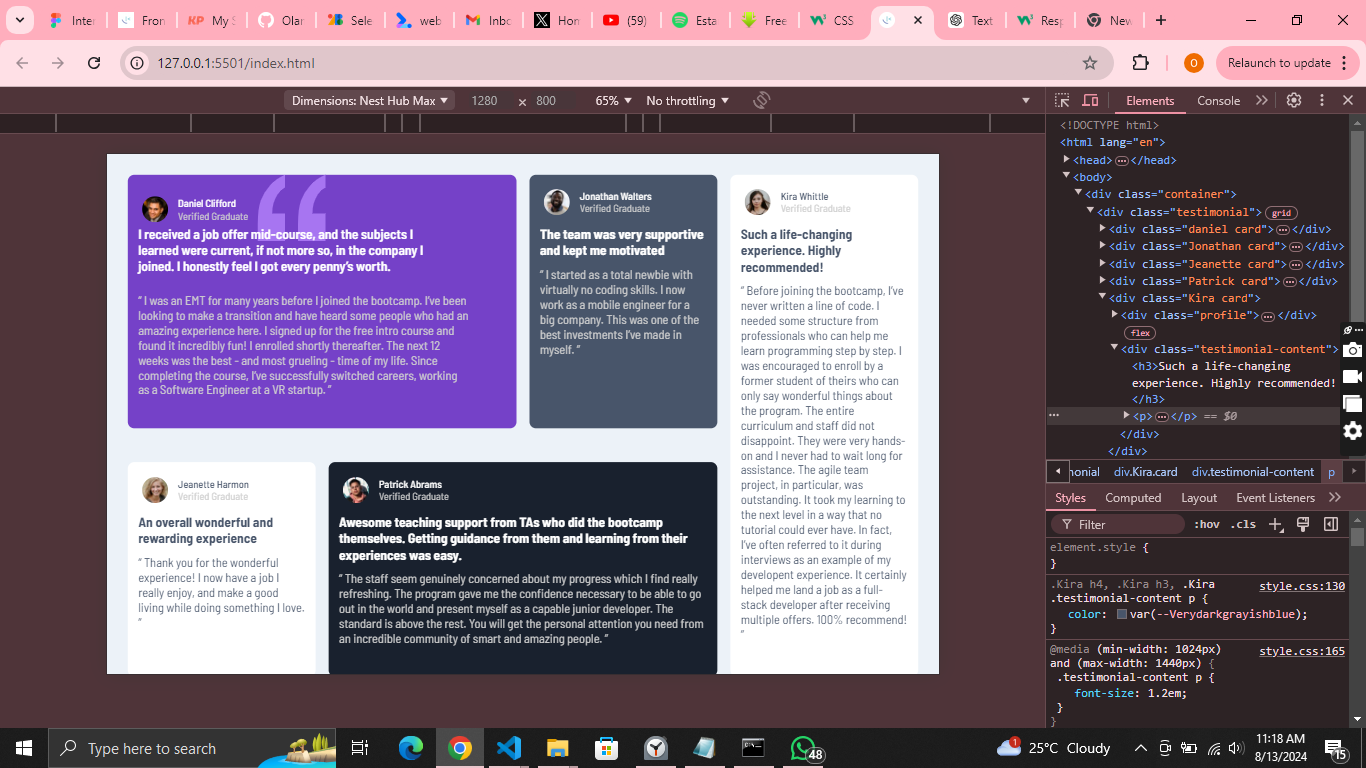 Inter
Fron
KP My S
Olar
Sele
web
Inbo
Hon
(59)
Esta
Free
CSS
Text
Resp
New
127.0.0.1:5501/index.html
O
Relaunch to update
Dimensions: Nest Hub Max
1280
×
800
65%
No throttling
Elements
Console
<!DOCTYPE html>
<html lang="en">
<head> </head>
<body>
<div class="container">
<div class="testimonial"> grid
<div class="daniel card"> </div>
<div class="Jonathan card"> </div>
<div class="Jeanette card"> </div>
<div class="Patrick card"> </div>
<div class="Kira card">
<div class="profile"> </div>
flex
<div class="testimonial-content">
<h3>Such a life-changing
experience. Highly recommended!
</h3>
<p> </p> == $0
</div>
</div>
monial
div.Kira.card
div.testimonial-content
p
Styles
Computed
Layout
Event Listeners
Filter
:hov
.cls
element.style {
}
.Kira h4, .Kira h3, .Kira style.css:130
.testimonial-content p {
color: var(--Verydarkgrayishblue);
}
@media (min-width: 1024px) style.css:165
and (max-width: 1440px) {
.testimonial-content p {
font-size: 1.2em;
}
}
Daniel Clifford
Verified Graduate
“
I received a job offer mid-course, and the subjects I
learned were current, if not more so, in the company I
joined. I honestly feel I got every penny’s worth.
“ I was an EMT for many years before I joined the bootcamp. I’ve been
looking to make a transition and have heard some people who had an
amazing experience here. I signed up for the free intro course and
found it incredibly fun! I enrolled shortly thereafter. The next 12
weeks was the best - and most grueling - time of my life. Since
completing the course, I’ve successfully switched careers, working
as a Software Engineer at a VR startup. ”
Jonathan Walters
Verified Graduate
The team was very supportive
and kept me motivated
“ I started as a total newbie with
virtually no coding skills. I now
work as a mobile engineer for a
big company. This was one of the
best investments I’ve made in
myself. ”
Kira Whittle
Verified Graduate
Such a life-changing
experience. Highly
recommended!
“ Before joining the bootcamp, I’ve
never written a line of code. I
needed some structure from
professionals who can help me
learn programming step by step. I
was encouraged to enroll by a
former student of theirs who can
only say wonderful things about
the program. The entire
curriculum and staff did not
disappoint. They were very hands-
on and I never had to wait long for
assistance. The agile team
project, in particular, was
outstanding. It took my learning to
the next level in a way that no
tutorial could ever have. In fact,
I’ve often referred to it during
interviews as an example of my
developent experience. It certainly
helped me land a job as a full-
stack developer after receiving
multiple offers. 100% recommend!
”
Jeanette Harmon
Verified Graduate
An overall wonderful and
rewarding experience
“ Thank you for the wonderful
experience! I now have a job I
really enjoy, and make a good
living while doing something I love.
”
Patrick Abrams
Verified Graduate
Awesome teaching support from TAs who did the bootcamp
themselves. Getting guidance from them and learning from their
experiences was easy.
“ The staff seem genuinely concerned about my progress which I find really
refreshing. The program gave me the confidence necessary to be able to go
out in the world and present myself as a capable junior developer. The
standard is above the rest. You will get the personal attention you need from
an incredible community of smart and amazing people. ”
Type here to search
48
1
25°C Cloudy
11:18 AM
8/13/2024
15